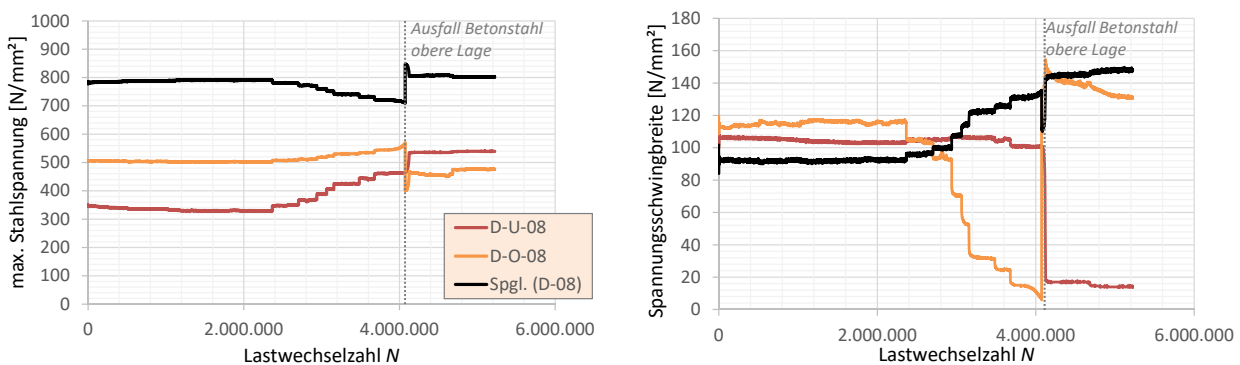 max. Stahlspannung [N/mm²]
1000
900
800
700
600
500
400
300
200
100
0
Ausfall Betonstahl
obere Lage
D-U-08
D-O-08
Spgl. (D-08)
0
2.000.000
4.000.000
6.000.000
Lastwechselzahl N
Spannungsschwingbreite [N/mm²]
180
160
140
120
100
80
60
40
20
0
Ausfall Betonstahl
obere Lage
0
2.000.000
4.000.000
6.000.000
Lastwechselzahl N